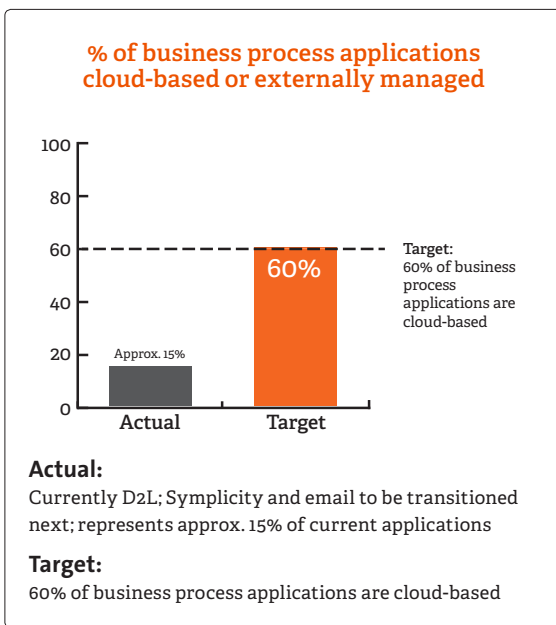 % of business process applications
cloud-based or externally managed
100
80
60
40
20
0
Approx. 15%
60%
Target:
60% of business
process
applications are
cloud-based
Actual
Target
Actual:
Currently D2L; Symplicity and email to be transitioned
next; represents approx. 15% of current applications
Target:
60% of business process applications are cloud-based